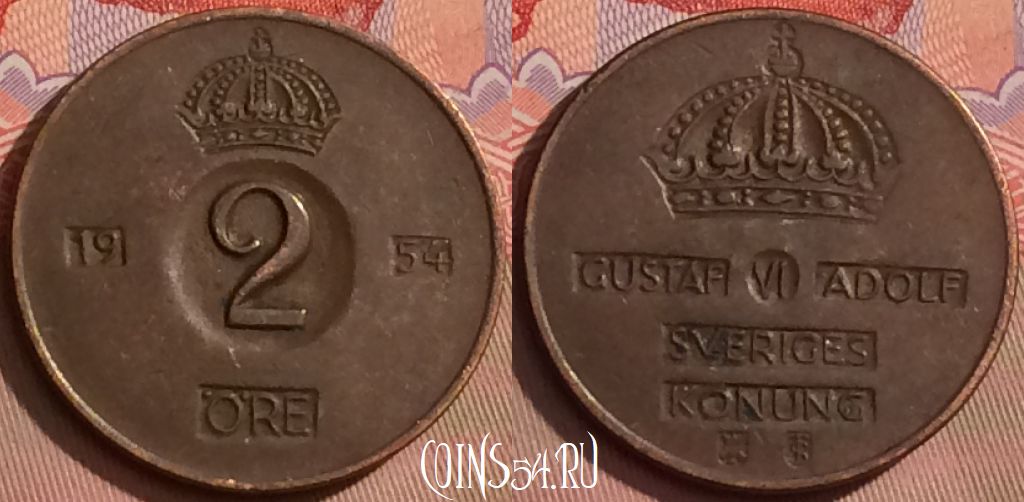 19 2 54
ÖRE
GUSTAF VI ADOLF
SVERIGES
KONUNG
COINS54.RU